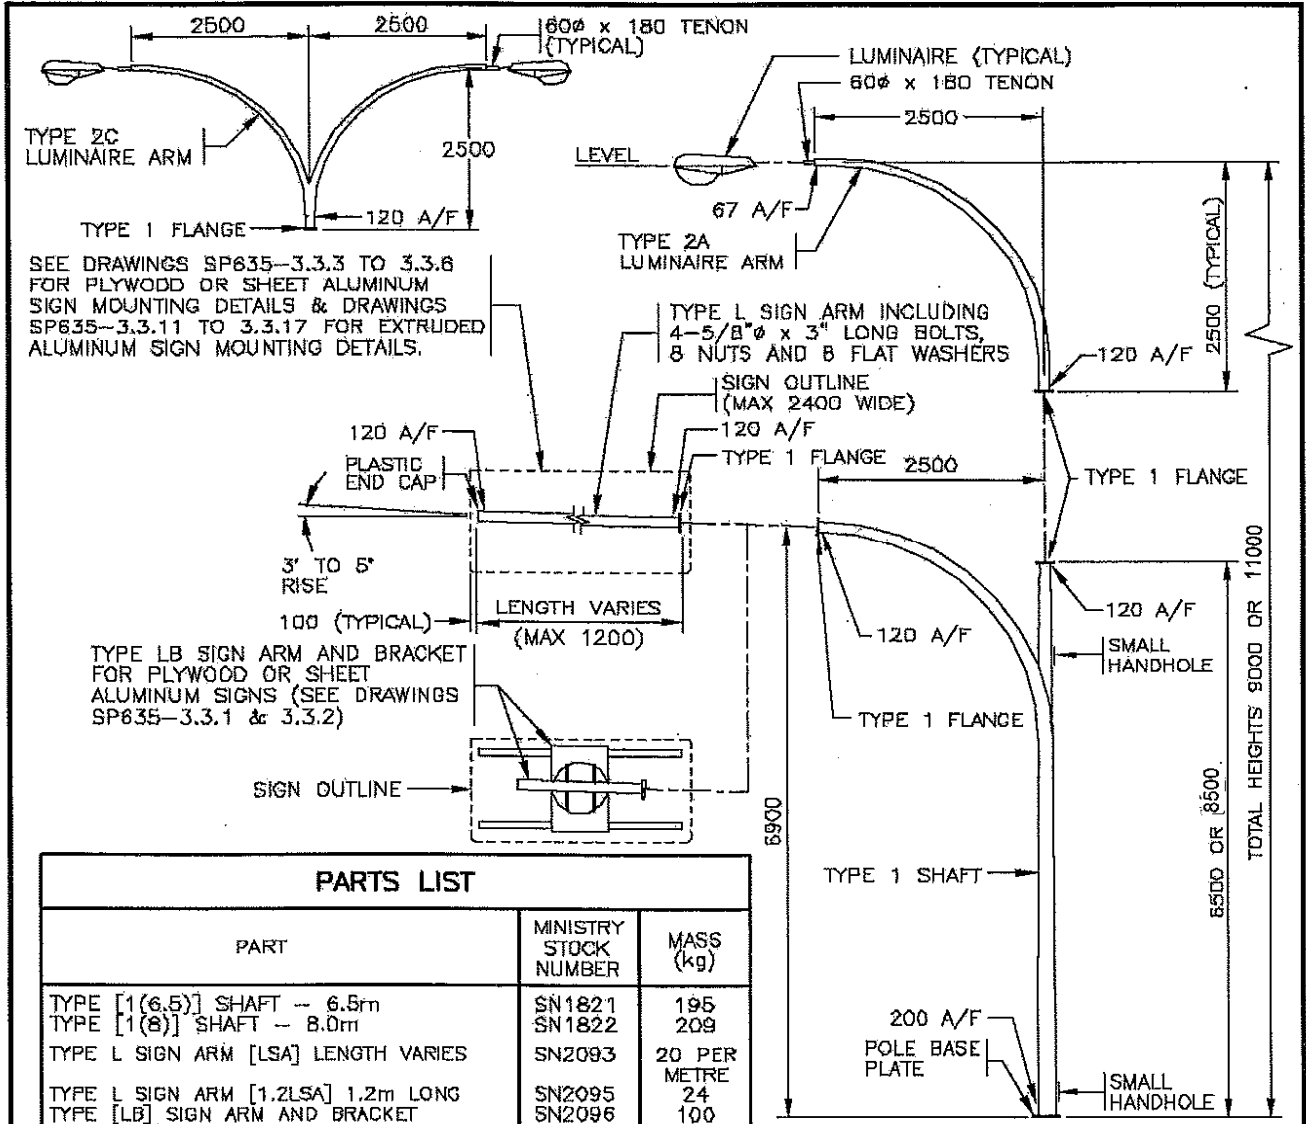 2500
2500
60ø x 180 TENON
(TYPICAL)
TYPE 2C
LUMINAIRE ARM
2500
120 A/F
TYPE 1 FLANGE
LUMINAIRE (TYPICAL)
60ø x 180 TENON
2500
LEVEL
67 A/F
TYPE 2A
LUMINAIRE ARM
2500 (TYPICAL)
SEE DRAWINGS SP635-3.3.3 TO 3.3.6
FOR PLYWOOD OR SHEET ALUMINUM
SIGN MOUNTING DETAILS & DRAWINGS
SP635-3.3.11 TO 3.3.17 FOR EXTRUDED
ALUMINUM SIGN MOUNTING DETAILS.
TYPE L SIGN ARM INCLUDING
4-5/8"ø x 3" LONG BOLTS,
8 NUTS AND 8 FLAT WASHERS
120 A/F
SIGN OUTLINE
(MAX 2400 WIDE)
120 A/F
120 A/F
TYPE 1 FLANGE
2500
TYPE 1 FLANGE
PLASTIC
END CAP
3° TO 5°
RISE
100 (TYPICAL)
LENGTH VARIES
(MAX 1200)
120 A/F
120 A/F
SMALL
HANDHOLE
TYPE LB SIGN ARM AND BRACKET
FOR PLYWOOD OR SHEET
ALUMINUM SIGNS (SEE DRAWINGS
SP635-3.3.1 & 3.3.2)
TYPE 1 FLANGE
SIGN OUTLINE
6900
6500 OR 8500
TOTAL HEIGHTS 9000 OR 11000
TYPE 1 SHAFT
200 A/F
POLE BASE
PLATE
SMALL
HANDHOLE
PARTS LIST
PART
MINISTRY
STOCK
NUMBER
MASS
(kg)
TYPE [1(6.5)] SHAFT - 6.5m SN1821 195
TYPE [1(8)] SHAFT - 8.0m SN1822 209
TYPE L SIGN ARM [LSA] LENGTH VARIES SN2093 20 PER
METRE
TYPE L SIGN ARM [1.2LSA] 1.2m LONG SN2095 24
TYPE [LB] SIGN ARM AND BRACKET SN2096 100